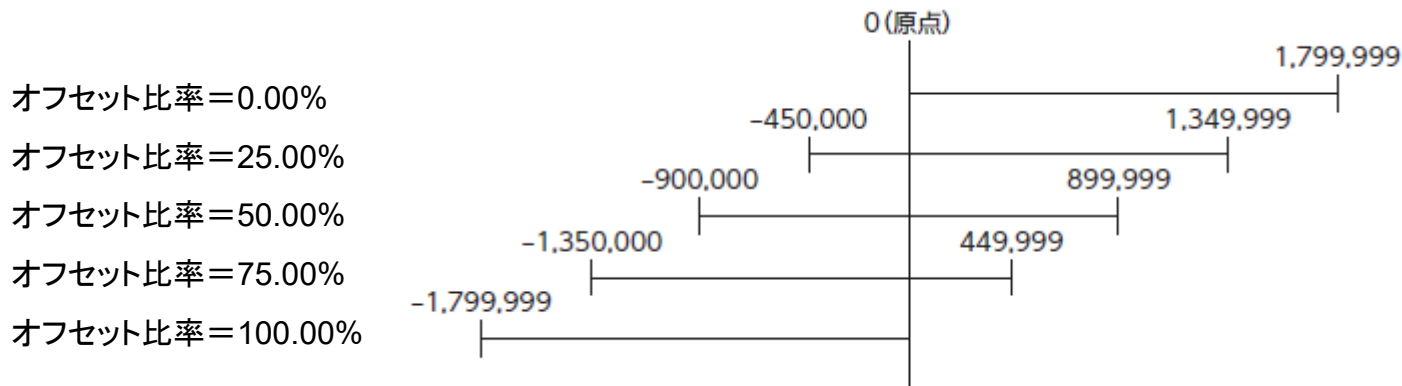 0(原点)
1,799,999
オフセット比率＝0.00%
-450,000 1,349,999
オフセット比率＝25.00%
-900,000 899,999
オフセット比率＝50.00%
-1,350,000 449,999
オフセット比率＝75.00%
-1,799,999
オフセット比率＝100.00%